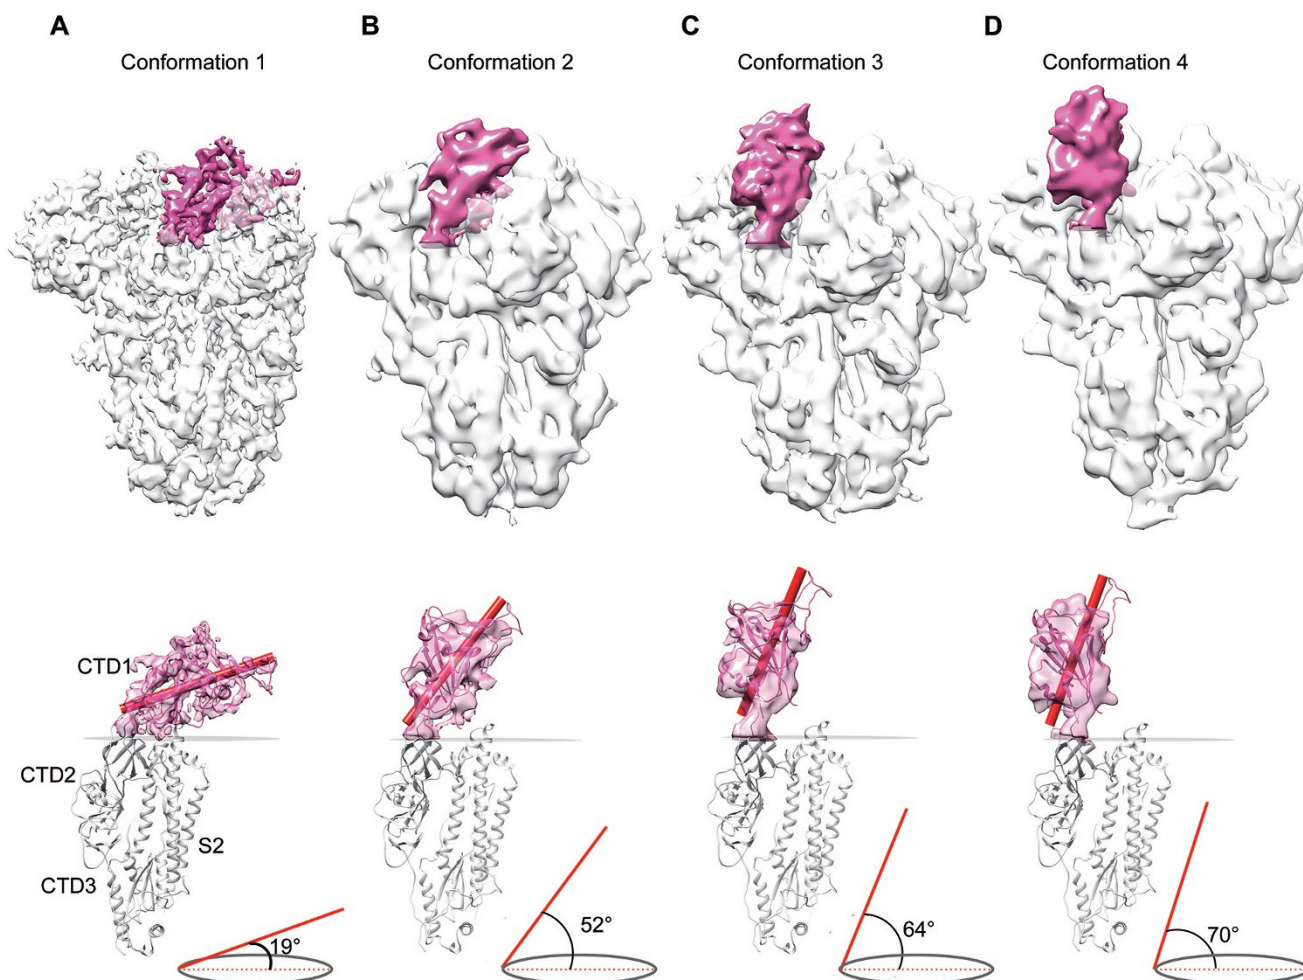 A
B
C
D
Conformation 1
Conformation 2
Conformation 3
Conformation 4
CTD1
CTD2
S2
CTD3
19°
52°
64°
70°